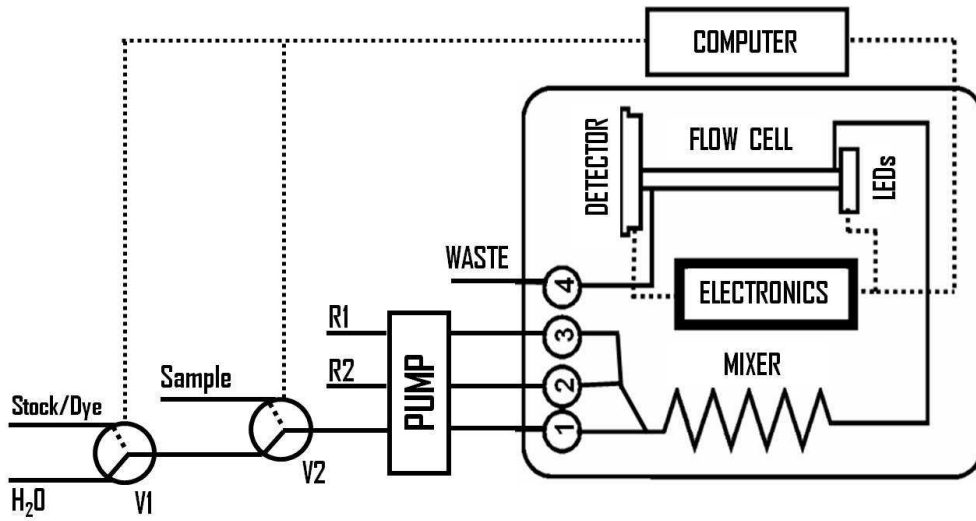 COMPUTER
FLOW CELL
DETECTOR
LEDs
WASTE
4
ELECTRONICS
R1
3
R2
2
PUMP
MIXER
Sample
1
Stock/Dye
V2
H₂O
V1